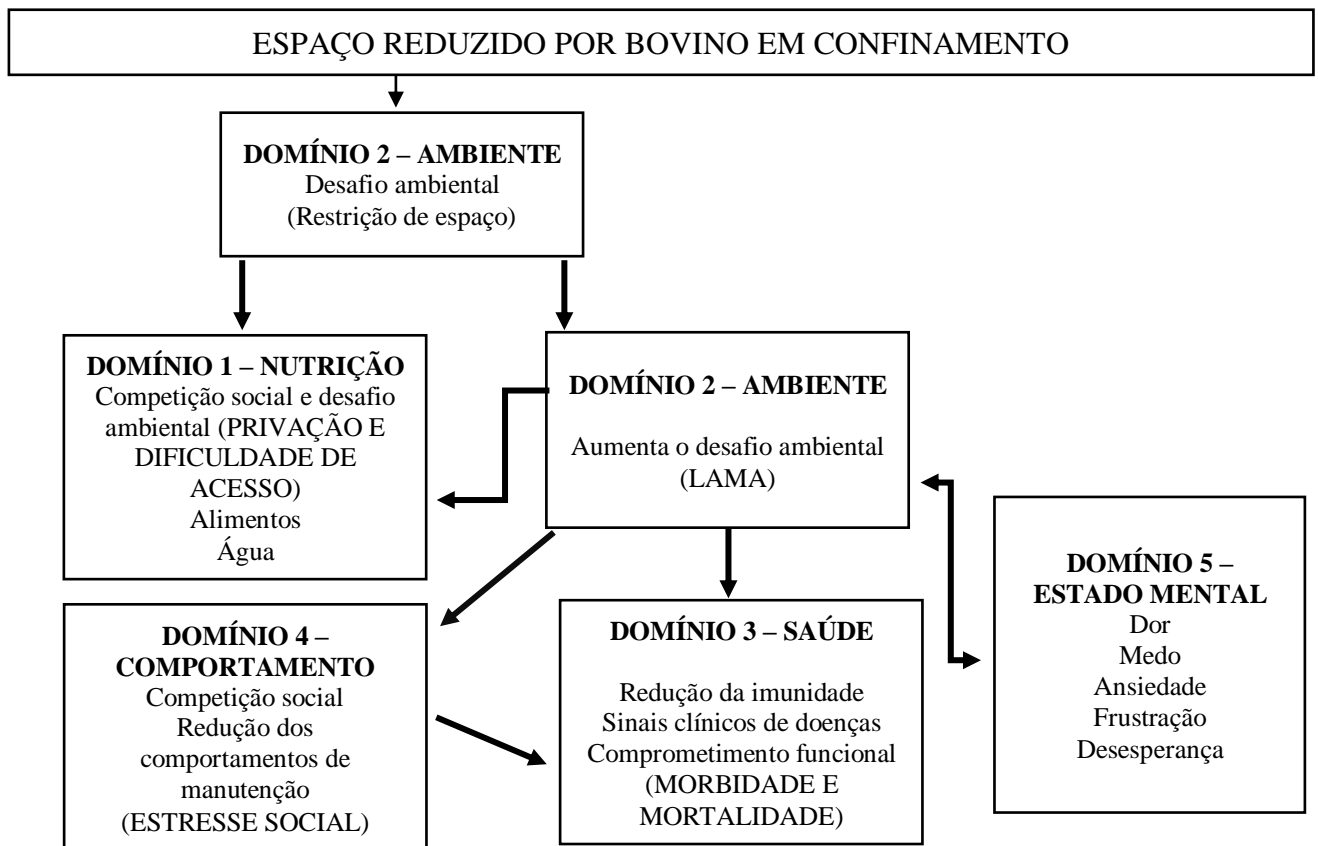 ESPAÇO REDUZIDO POR BOVINO EM CONFINAMENTO
DOMÍNIO 2 – AMBIENTE
Desafio ambiental
(Restrição de espaço)
DOMÍNIO 1 – NUTRIÇÃO
Competição social e desafio
ambiental (PRIVAÇÃO E
DIFICULDADE DE
ACESSO)
Alimentos
Água
DOMÍNIO 2 – AMBIENTE
Aumenta o desafio ambiental
(LAMA)
DOMÍNIO 4 –
COMPORTAMENTO
Competição social
Redução dos
comportamentos de
manutenção
(ESTRESSE SOCIAL)
DOMÍNIO 3 – SAÚDE
Redução da imunidade
Sinais clínicos de doenças
Comprometimento funcional
(MORBIDADE E
MORTALIDADE)
DOMÍNIO 5 –
ESTADO MENTAL
Dor
Medo
Ansiedade
Frustração
Desesperança